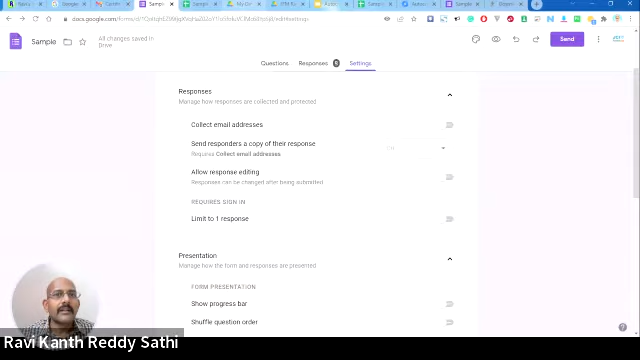 Sample
All changes saved in
Drive
Send
Questions
Responses
Settings
Responses
Manage how responses are collected and protected
Collect email addresses
Send responders a copy of their response
Requires Collect email addresses
Allow response editing
Responses can be changed after being submitted
REQUIRES SIGN IN
Limit to 1 response
Presentation
Manage how the form and responses are presented
FORM PRESENTATION
Show progress bar
Shuffle question order
Ravi Kanth Reddy Sathi